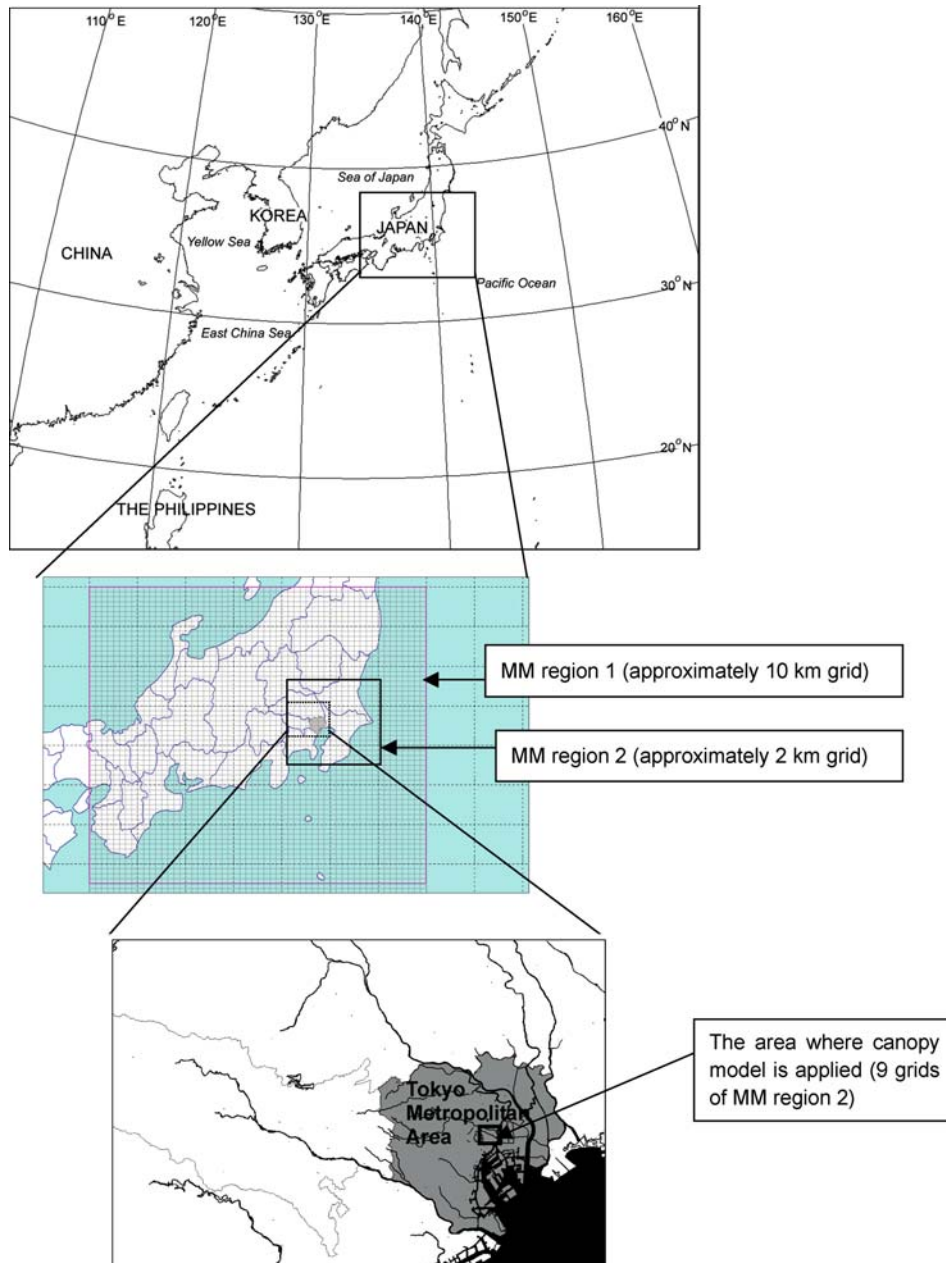 110°E 120°E 130°E 140°E 150°E 160°E
40°N
Sea of Japan
KOREA
JAPAN
Yellow Sea
CHINA
Pacific Ocean
30°N
East China Sea
20°N
THE PHILIPPINES
MM region 1 (approximately 10 km grid)
MM region 2 (approximately 2 km grid)
The area where canopy
model is applied (9 grids
of MM region 2)
Tokyo
Metropolitan
Area